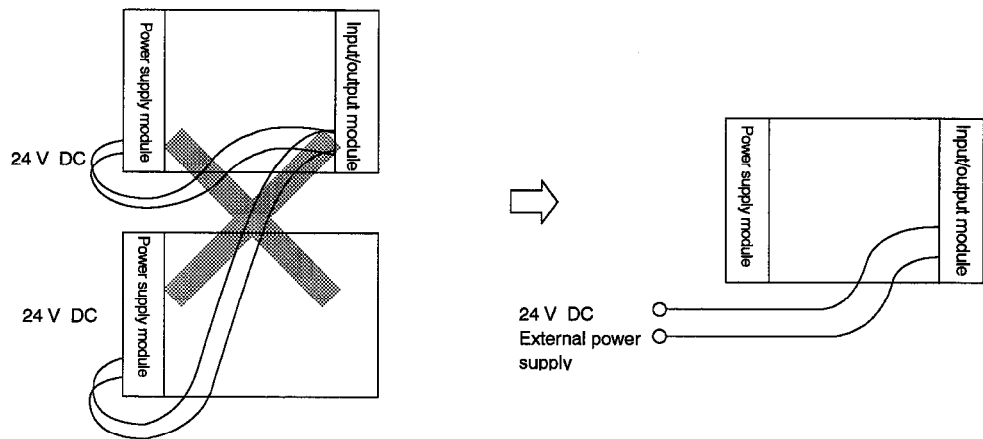 Power supply module
Input/output module
24 V DC
Power supply module
24 V DC
Power supply module
Input/output module
24 V DC
External power
supply